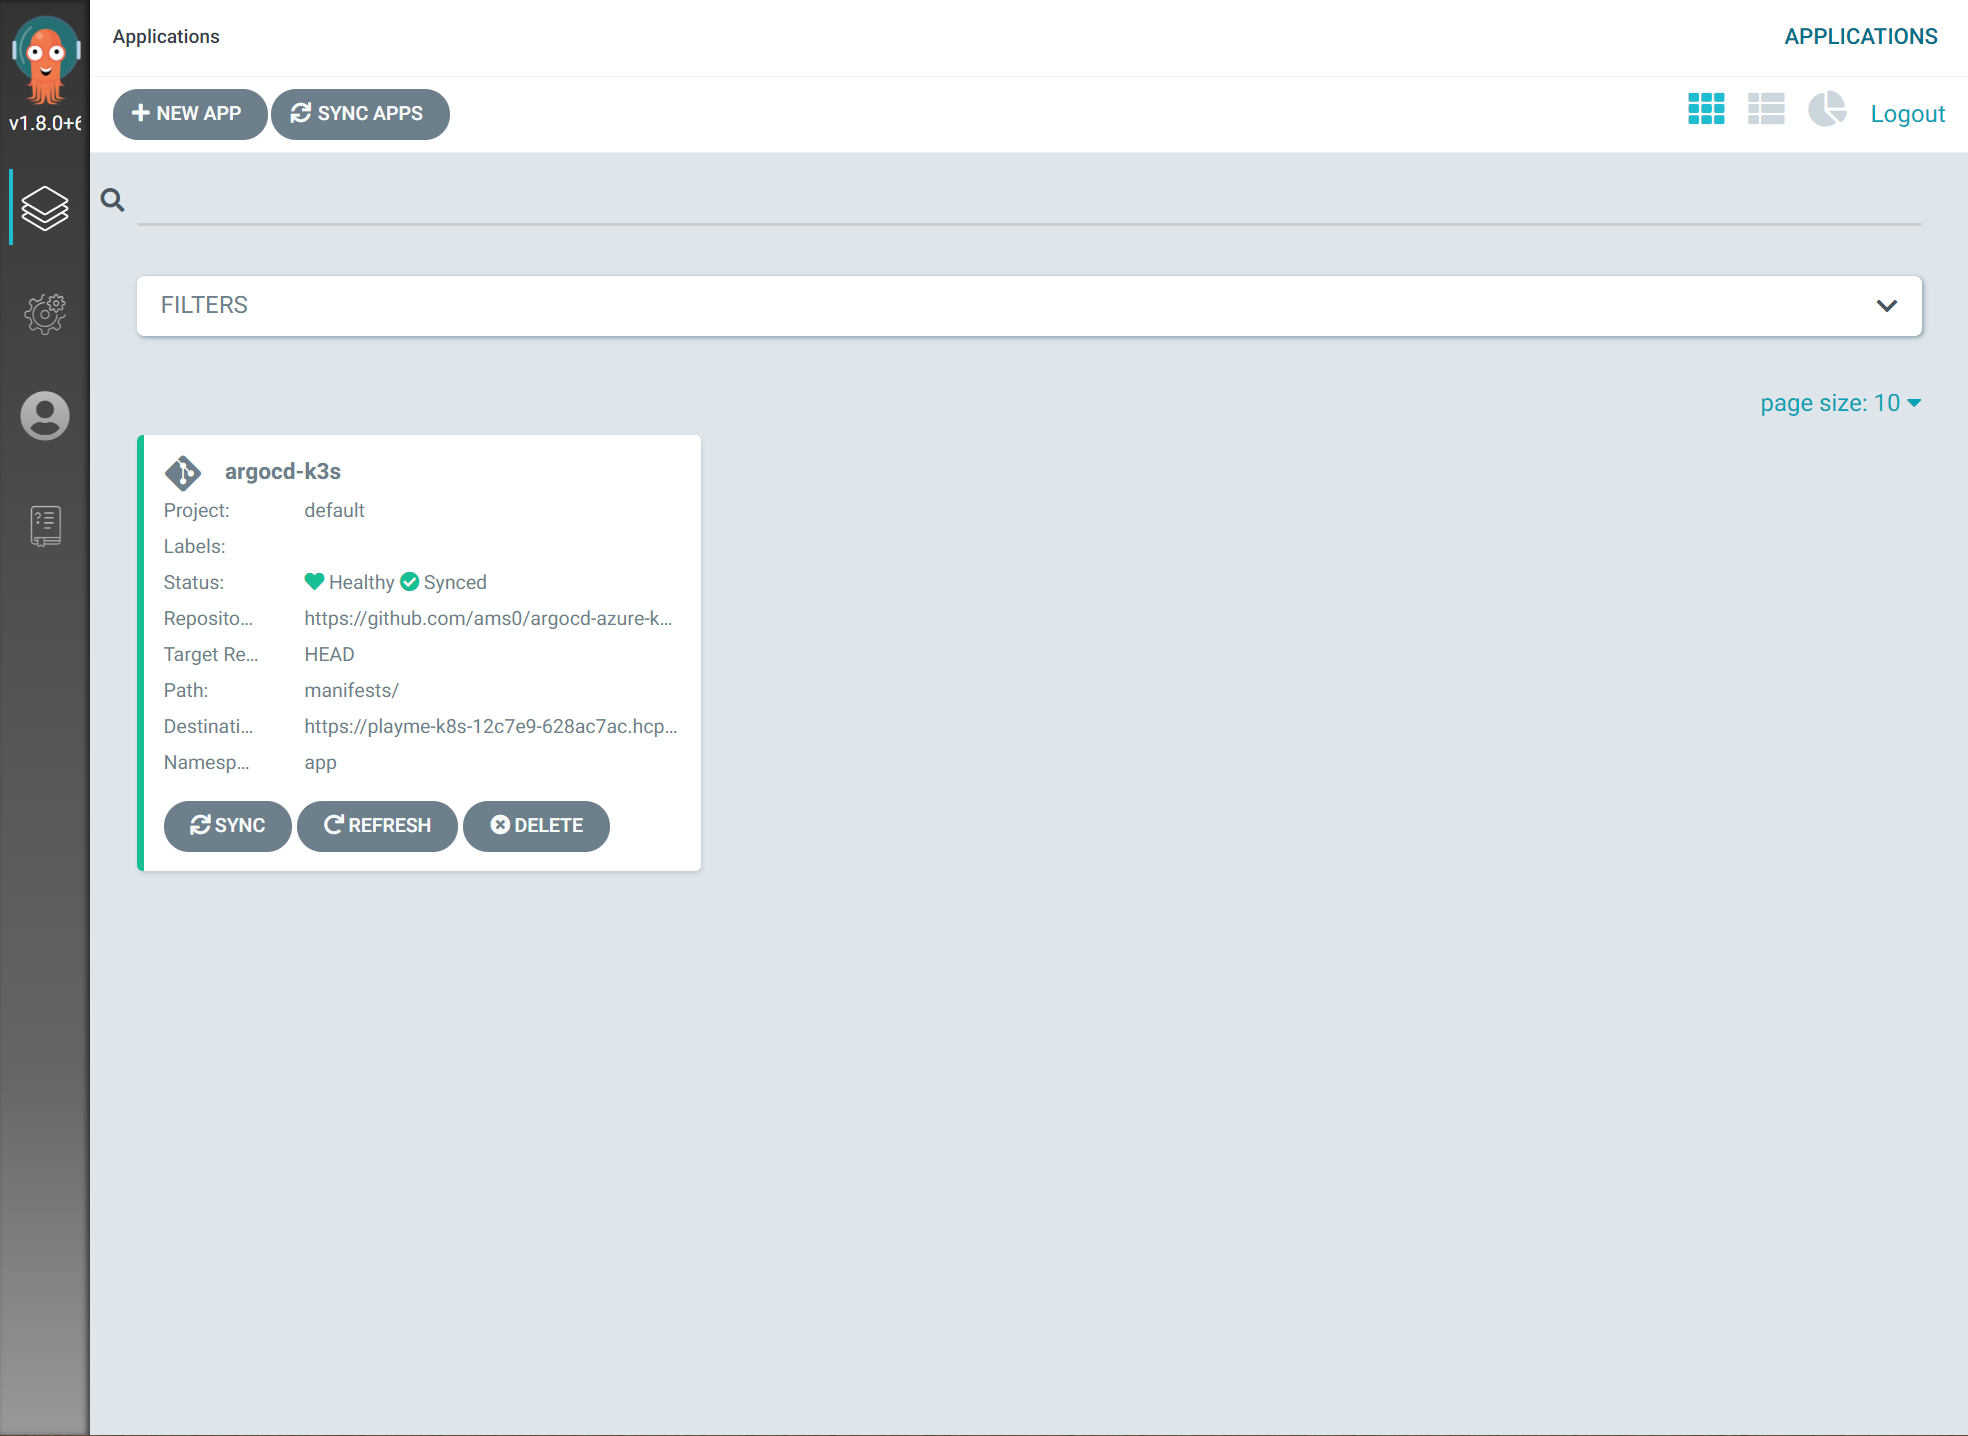 Applications
APPLICATIONS
v1.8.0+6
NEW APP
SYNC APPS
Logout
FILTERS
page size: 10
argocd-k3s
Project: default
Labels:
Status: Healthy Synced
Reposito... https://github.com/ams0/argocd-azure-k...
Target Re... HEAD
Path: manifests/
Destinati... https://playme-k8s-12c7e9-628ac7ac.hcp...
Namesp... app
SYNC
REFRESH
DELETE